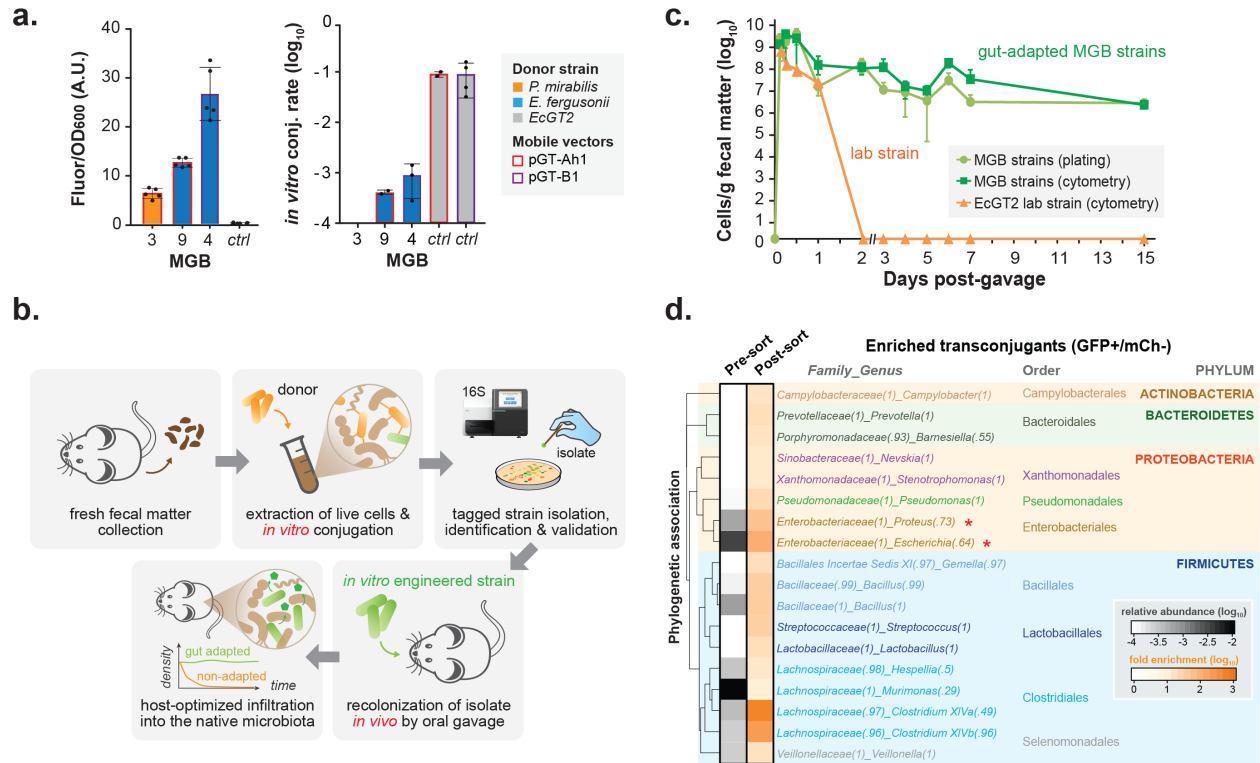 a.
Fluor/OD600 (A.U.)
40
30
20
10
0
3 9 4 ctrl
MGB
in vitro conj. rate (log10)
0
-1
-2
-3
-4
3 9 4 ctrl ctrl
MGB
Donor strain
P. mirabilis
E. fergusonii
EcGT2
Mobile vectors
pGT-Ah1
pGT-B1
c.
Cells/g fecal matter (log10)
10
9
8
7
6
5
4
3
2
1
0
gut-adapted MGB strains
lab strain
MGB strains (plating)
MGB strains (cytometry)
EcGT2 lab strain (cytometry)
0 1 2 3 5 7 9 11 13 15
Days post-gavage
b.
fresh fecal matter
collection
donor
extraction of live cells &
in vitro conjugation
16S
isolate
tagged strain isolation,
identification & validation
in vitro engineered strain
recolonization of isolate
in vivo by oral gavage
density
gut adapted
non-adapted
time
host-optimized infiltration
into the native microbiota
d.
Pre-sort
Post-sort
Enriched transconjugants (GFP+/mCh-)
Family_Genus Order PHYLUM
Phylogenetic association
Campylobacteraceae(1)_Campylobacter(1) Campylobacterales ACTINOBACTERIA
Prevotellaceae(1)_Prevotella(1) BACTEROIDETES
Bacteroidales
Porphyromonadaceae(.93)_Barnesiella(.55)
Sinobacteraceae(1)_Nevskia(1) PROTEOBACTERIA
Xanthomonadales
Xanthomonadaceae(1)_Stenotrophomonas(1)
Pseudomonadaceae(1)_Pseudomonas(1) Pseudomonadales
Enterobacteriaceae(1)_Proteus(.73) *
Enterobacteriales
Enterobacteriaceae(1)_Escherichia(.64) *
Bacillales Incertae Sedis XI(.97)_Gemella(.97) FIRMICUTES
Bacillaceae(.99)_Bacillus(.99) Bacillales
Bacillaceae(1)_Bacillus(1)
Streptococcaceae(1)_Streptococcus(1)
Lactobacillales
Lactobacillaceae(1)_Lactobacillus(1)
Lachnospiraceae(.98)_Hespellia(.5)
Lachnospiraceae(1)_Murimonas(.29)
Clostridiales
Lachnospiraceae(.97)_Clostridium XIVa(.49)
Lachnospiraceae(.96)_Clostridium XIVb(.96)
Selenomonadales
Veillonellaceae(1)_Veillonella(1)
relative abundance (log10)
-4 -3.5 -3 -2.5 -2
fold enrichment (log10)
0 1 2 3